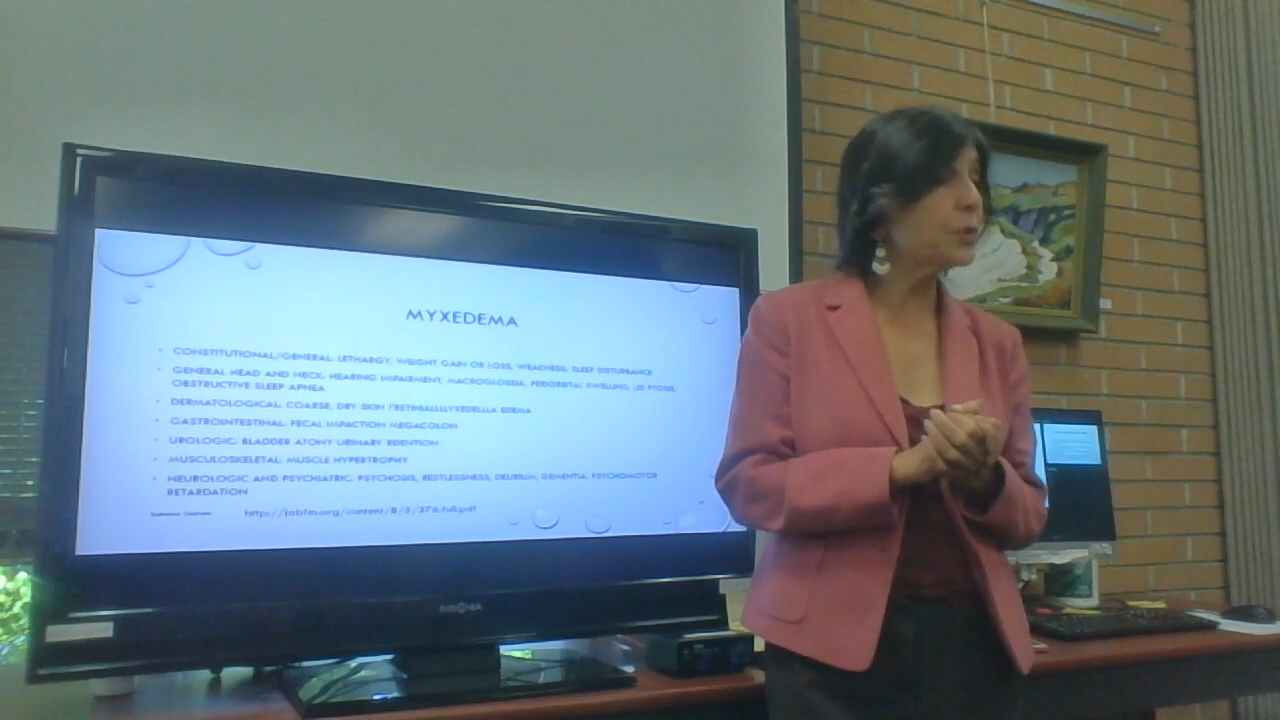 MYXEDEMA
• CONSTITUTIONAL/GENERAL: LETHARGY, WEIGHT GAIN OR LOSS, WEAKNESS, SLEEP DISTURBANCE
• GENERAL HEAD AND NECK: HEARING IMPAIRMENT, MACROGLOSSIA, PERIORBITAL SWELLING, LID PTOSIS,
OBSTRUCTIVE SLEEP APNEA
• DERMATOLOGICAL: COARSE, DRY SKIN EDEMA
• GASTROINTESTINAL: FECAL IMPACTION MEGACOLON
• UROLOGIC: BLADDER ATONY URINARY
• MUSCULOSKELETAL: MUSCLE HYPERTROPHY
• NEUROLOGIC AND PSYCHIATRIC: PSYCHOSIS, RESTLESSNESS, DELIRIUM, DEMENTIA, PSYCHOMOTOR
RETARDATION
http://jabfm.org/content/8/5/376.full.pdf
INSIGNIA